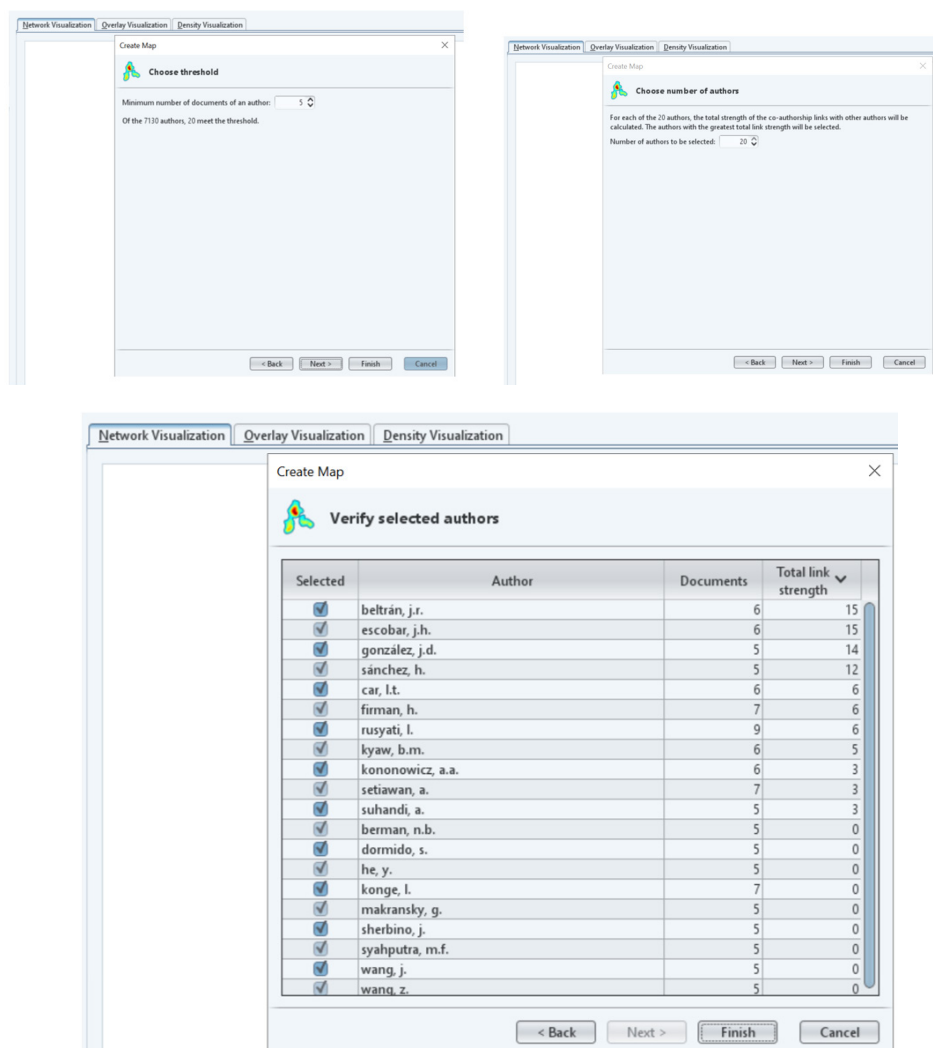 Network Visualization Overlay Visualization Density Visualization
Create Map
Choose threshold
Minimum number of documents of an author: 5
Of the 7130 authors, 20 meet the threshold.
< Back Next > Finish Cancel
Network Visualization Overlay Visualization Density Visualization
Create Map
Choose number of authors
For each of the 20 authors, the total strength of the co-authorship links with other authors will be
calculated. The authors with the greatest total link strength will be selected.
Number of authors to be selected: 20
< Back Next > Finish Cancel
Network Visualization Overlay Visualization Density Visualization
Create Map
Verify selected authors
Selected Author Documents Total link
strength
beltrán, j.r. 6 15
escobar, j.h. 6 15
gonzález, j.d. 5 14
sánchez, h. 5 12
car, l.t. 6 6
firman, h. 7 6
rusyati, l. 9 6
kyaw, b.m. 6 5
kononowicz, a.a. 6 3
setiawan, a. 7 3
suhandi, a. 5 3
berman, n.b. 5 0
dormido, s. 5 0
he, y. 5 0
konge, l. 7 0
makransky, g. 5 0
sherbino, j. 5 0
syahputra, m.f. 5 0
wang, j. 5 0
wang, z. 5 0
< Back Next > Finish Cancel